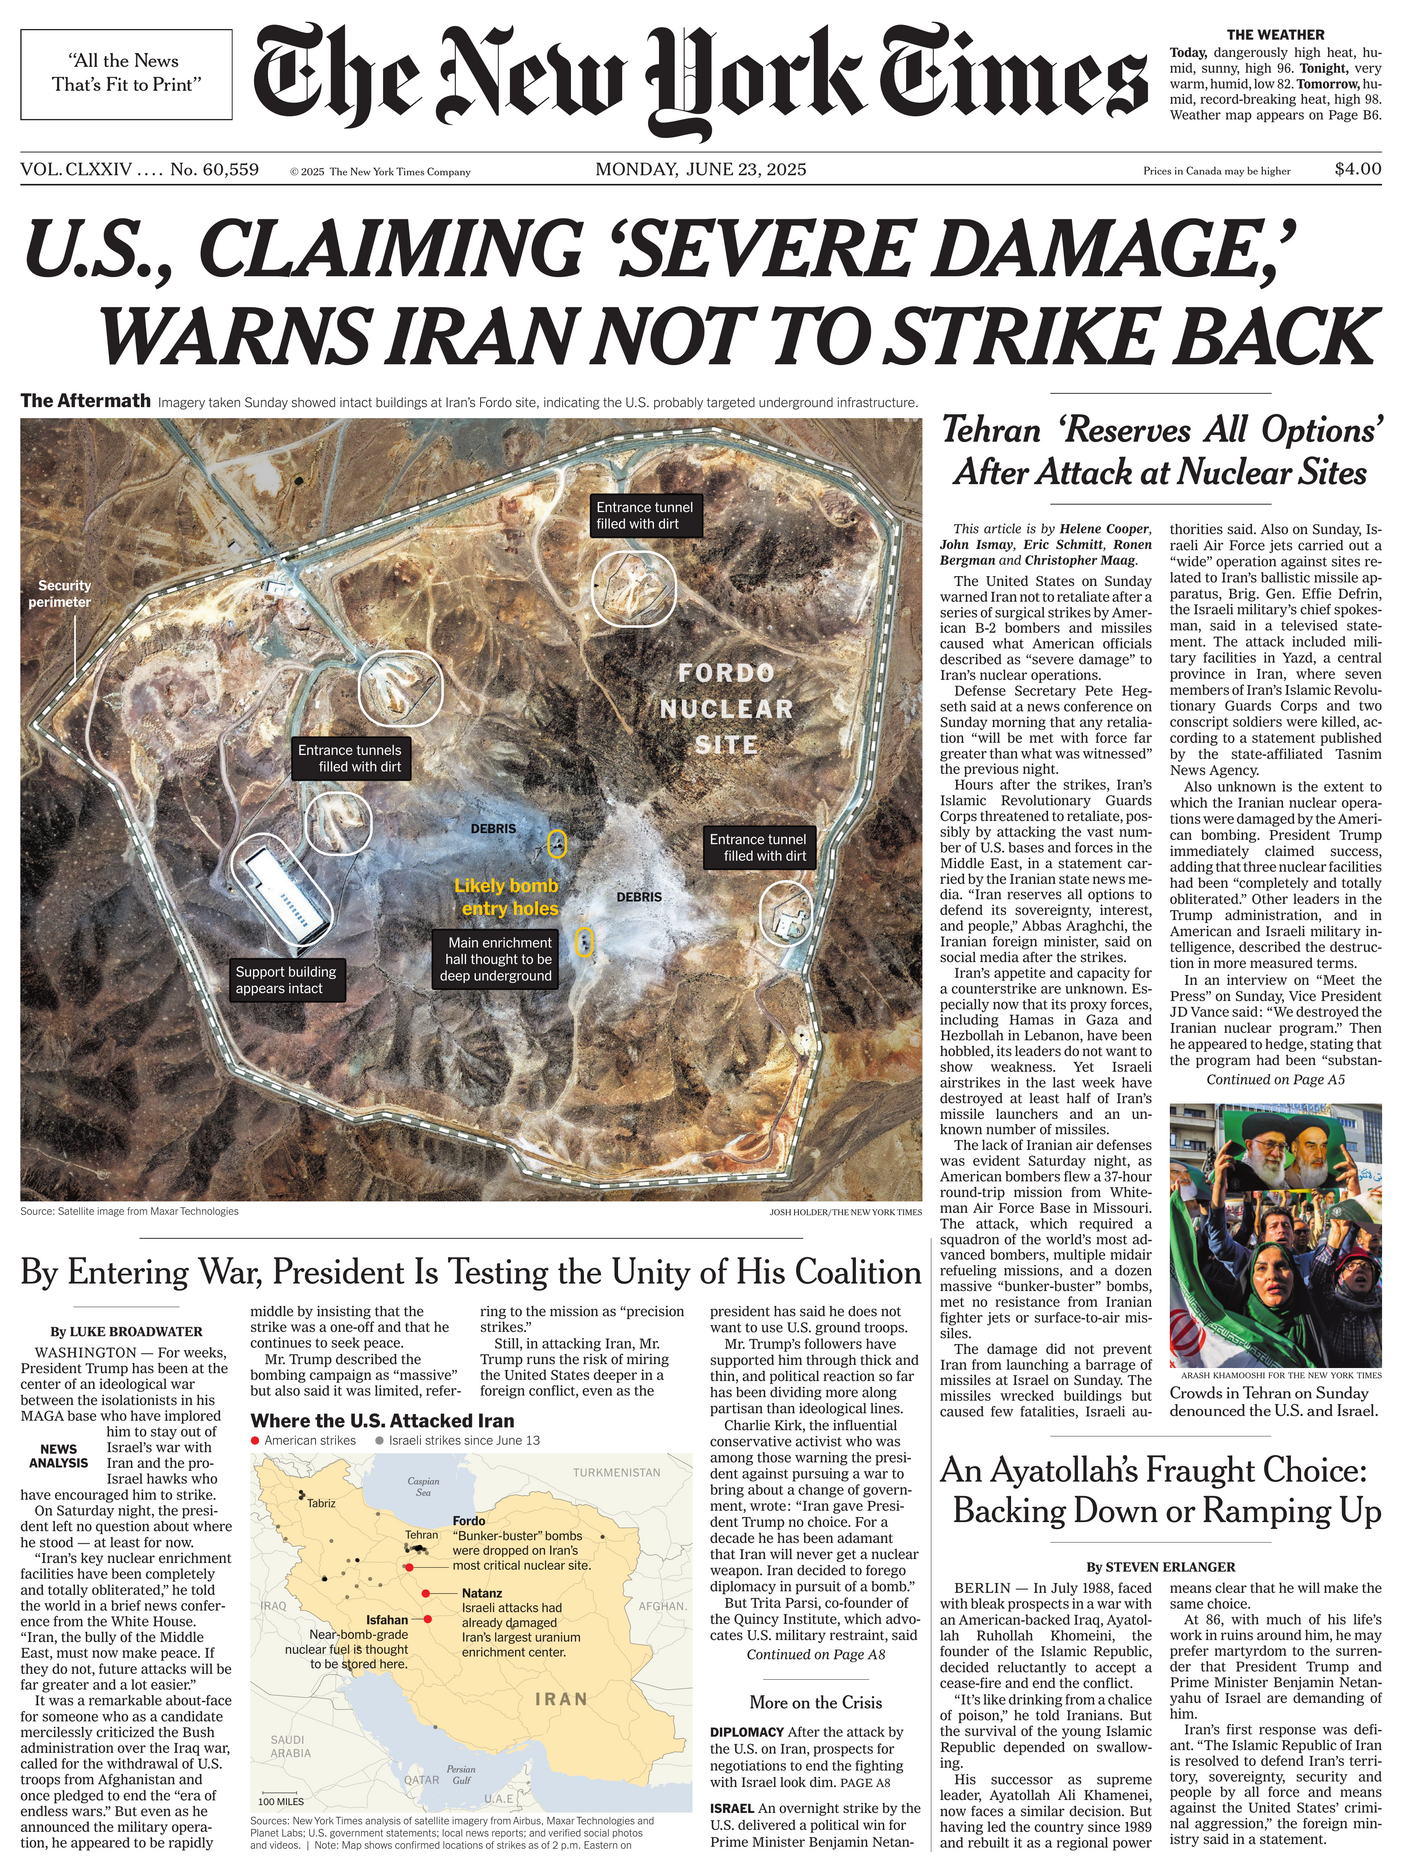 “All the News
That’s Fit to Print”
The New York Times
THE WEATHER
Today, dangerously high heat, hu-
mid, sunny, high 96. Tonight, very
warm, humid, low 82. Tomorrow, hu-
mid, record-breaking heat, high 98.
Weather map appears on Page B6.
VOL. CLXXIV .... No. 60,559
© 2025 The New York Times Company
MONDAY, JUNE 23, 2025
Prices in Canada may be higher
$4.00
U.S., CLAIMING ‘SEVERE DAMAGE,’
WARNS IRAN NOT TO STRIKE BACK
The Aftermath Imagery taken Sunday showed intact buildings at Iran’s Fordo site, indicating the U.S. probably targeted underground infrastructure.
Security
perimeter
Entrance tunnel
filled with dirt
FORDO
NUCLEAR
SITE
Entrance tunnels
filled with dirt
DEBRIS
Likely bomb
entry holes
DEBRIS
Entrance tunnel
filled with dirt
Main enrichment
hall thought to be
deep underground
Support building
appears intact
Source: Satellite image from Maxar Technologies
JOSH HOLDER/THE NEW YORK TIMES
Tehran ‘Reserves All Options’
After Attack at Nuclear Sites
This article is by Helene Cooper,
John Ismay, Eric Schmitt, Ronen
Bergman and Christopher Maag.
The United States on Sunday
warned Iran not to retaliate after a
series of surgical strikes by Amer-
ican B-2 bombers and missiles
caused what American officials
described as “severe damage” to
Iran’s nuclear operations.
Defense Secretary Pete Heg-
seth said at a news conference on
Sunday morning that any retalia-
tion “will be met with force far
greater than what was witnessed”
the previous night.
Hours after the strikes, Iran’s
Islamic Revolutionary Guards
Corps threatened to retaliate, pos-
sibly by attacking the vast num-
ber of U.S. bases and forces in the
Middle East, in a statement car-
ried by the Iranian state news me-
dia. “Iran reserves all options to
defend its sovereignty, interest,
and people,” Abbas Araghchi, the
Iranian foreign minister, said on
social media after the strikes.
Iran’s appetite and capacity for
a counterstrike are unknown. Es-
pecially now that its proxy forces,
including Hamas in Gaza and
Hezbollah in Lebanon, have been
hobbled, its leaders do not want to
show weakness. Yet Israeli
airstrikes in the last week have
destroyed at least half of Iran’s
missile launchers and an un-
known number of missiles.
The lack of Iranian air defenses
was evident Saturday night, as
American bombers flew a 37-hour
round-trip mission from White-
man Air Force Base in Missouri.
The attack, which required a
squadron of the world’s most ad-
vanced bombers, multiple midair
refueling missions, and a dozen
massive “bunker-buster” bombs,
met no resistance from Iranian
fighter jets or surface-to-air mis-
siles.
The damage did not prevent
Iran from launching a barrage of
missiles at Israel on Sunday. The
missiles wrecked buildings but
caused few fatalities, Israeli au-
thorities said. Also on Sunday, Is-
raeli Air Force jets carried out a
“wide” operation against sites re-
lated to Iran’s ballistic missile ap-
paratus, Brig. Gen. Effie Defrin,
the Israeli military’s chief spokes-
man, said in a televised state-
ment. The attack included mili-
tary facilities in Yazd, a central
province in Iran, where seven
members of Iran’s Islamic Revolu-
tionary Guards Corps and two
conscript soldiers were killed, ac-
cording to a statement published
by the state-affiliated Tasnim
News Agency.
Also unknown is the extent to
which the Iranian nuclear opera-
tions were damaged by the Ameri-
can bombing. President Trump
immediately claimed success,
adding that three nuclear facilities
had been “completely and totally
obliterated.” Other leaders in the
Trump administration, and in
American and Israeli military in-
telligence, described the destruc-
tion in more measured terms.
In an interview on “Meet the
Press” on Sunday, Vice President
JD Vance said: “We destroyed the
Iranian nuclear program.” Then
he appeared to hedge, stating that
the program had been “substan-
Continued on Page A5
ARASH KHAMOOSHI FOR THE NEW YORK TIMES
Crowds in Tehran on Sunday
denounced the U.S. and Israel.
By Entering War, President Is Testing the Unity of His Coalition
By LUKE BROADWATER
WASHINGTON — For weeks,
President Trump has been at the
center of an ideological war
between the isolationists in his
MAGA base who have implored
him to stay out of
NEWS
ANALYSIS
Israel’s war with
Iran and the pro-
Israel hawks who
have encouraged him to strike.
On Saturday night, the presi-
dent left no question about where
he stood — at least for now.
“Iran’s key nuclear enrichment
facilities have been completely
and totally obliterated,” he told
the world in a brief news confer-
ence from the White House.
“Iran, the bully of the Middle
East, must now make peace. If
they do not, future attacks will be
far greater and a lot easier.”
It was a remarkable about-face
for someone who as a candidate
mercilessly criticized the Bush
administration over the Iraq war,
called for the withdrawal of U.S.
troops from Afghanistan and
once pledged to end the “era of
endless wars.” But even as he
announced the military opera-
tion, he appeared to be rapidly
middle by insisting that the
strike was a one-off and that he
continues to seek peace.
Mr. Trump described the
bombing campaign as “massive”
but also said it was limited, refer-
ring to the mission as “precision
strikes.”
Still, in attacking Iran, Mr.
Trump runs the risk of miring
the United States deeper in a
foreign conflict, even as the
president has said he does not
want to use U.S. ground troops.
Mr. Trump’s followers have
supported him through thick and
thin, and political reaction so far
has been dividing more along
partisan than ideological lines.
Charlie Kirk, the influential
conservative activist who was
among those warning the presi-
dent against pursuing a war to
bring about a change of govern-
ment, wrote: “Iran gave Presi-
dent Trump no choice. For a
decade he has been adamant
that Iran will never get a nuclear
weapon. Iran decided to forego
diplomacy in pursuit of a bomb.”
But Trita Parsi, co-founder of
the Quincy Institute, which advo-
cates U.S. military restraint, said
Continued on Page A8
Where the U.S. Attacked Iran
American strikes
Israeli strikes since June 13
Caspian
Sea
TURKMENISTAN
Tabriz
Tehran
Fordo
“Bunker-buster” bombs
were dropped on Iran’s
most critical nuclear site.
Natanz
Israeli attacks had
already damaged
Iran’s largest uranium
enrichment center.
IRAQ
AFGHAN.
Isfahan
Near-bomb-grade
nuclear fuel is thought
to be stored here.
IRAN
SAUDI
ARABIA
QATAR
Persian
Gulf
U.A.E.
100 MILES
Sources: New York Times analysis of satellite imagery from Airbus, Maxar Technologies and
Planet Labs; U.S. government statements; local news reports; and verified social photos
and videos. | Note: Map shows confirmed locations of strikes as of 2 p.m. Eastern on
More on the Crisis
DIPLOMACY After the attack by
the U.S. on Iran, prospects for
negotiations to end the fighting
with Israel look dim. PAGE A8
ISRAEL An overnight strike by the
U.S. delivered a political win for
Prime Minister Benjamin Netan-
An Ayatollah’s Fraught Choice:
Backing Down or Ramping Up
By STEVEN ERLANGER
BERLIN — In July 1988, faced
with bleak prospects in a war with
an American-backed Iraq, Ayatol-
lah Ruhollah Khomeini, the
founder of the Islamic Republic,
decided reluctantly to accept a
cease-fire and end the conflict.
“It’s like drinking from a chalice
of poison,” he told Iranians. But
the survival of the young Islamic
Republic depended on swallow-
ing.
His successor as supreme
leader, Ayatollah Ali Khamenei,
now faces a similar decision. But
having led the country since 1989
and rebuilt it as a regional power
means clear that he will make the
same choice.
At 86, with much of his life’s
work in ruins around him, he may
prefer martyrdom to the surren-
der that President Trump and
Prime Minister Benjamin Netan-
yahu of Israel are demanding of
him.
Iran’s first response was defi-
ant. “The Islamic Republic of Iran
is resolved to defend Iran’s terri-
tory, sovereignty, security and
people by all force and means
against the United States’ crimi-
nal aggression,” the foreign min-
istry said in a statement.